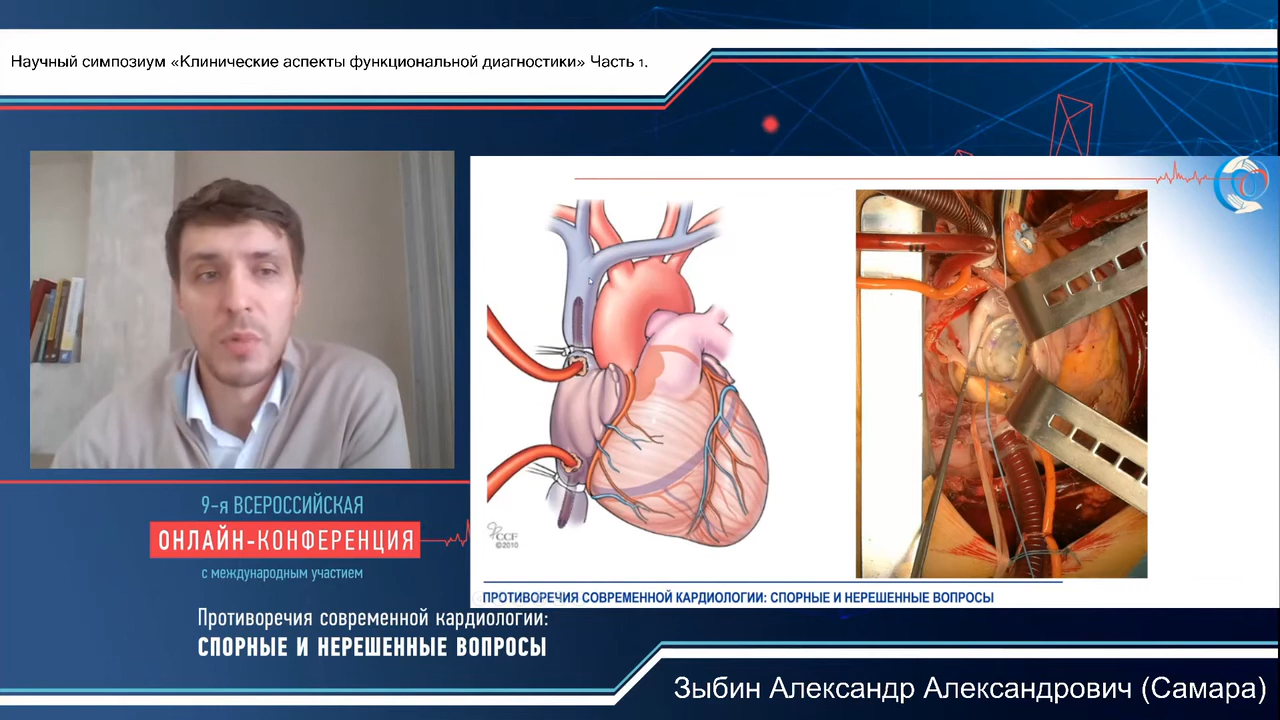 Научный симпозиум «Клинические аспекты функциональной диагностики» Часть 1.
9-я ВСЕРОССИЙСКАЯ
ОНЛАЙН-КОНФЕРЕНЦИЯ
с международным участием
Противоречия современной кардиологии:
СПОРНЫЕ И НЕРЕШЕННЫЕ ВОПРОСЫ
CCF
©2010
ПРОТИВОРЕЧИЯ СОВРЕМЕННОЙ КАРДИОЛОГИИ: СПОРНЫЕ И НЕРЕШЕННЫЕ ВОПРОСЫ
Зыбин Александр Александрович (Самара)